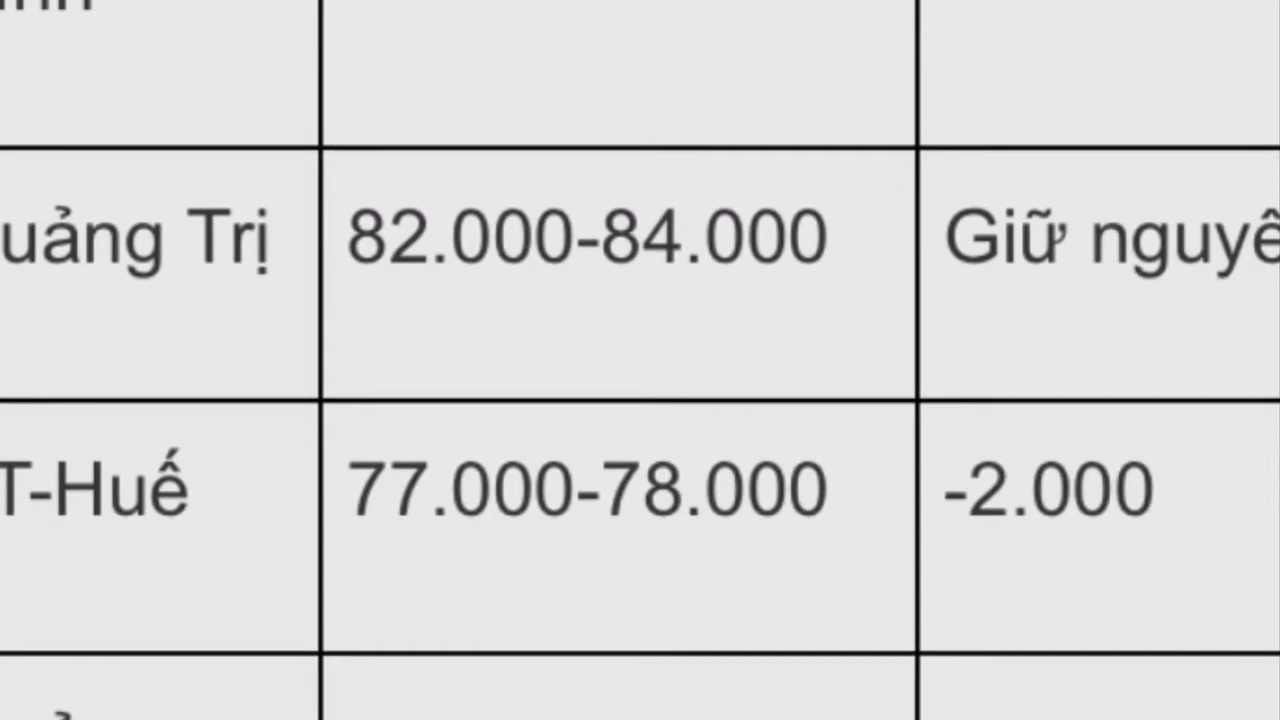 uảng Trị 82.000-84.000 Giữ nguyê
T-Huế 77.000-78.000 -2.000